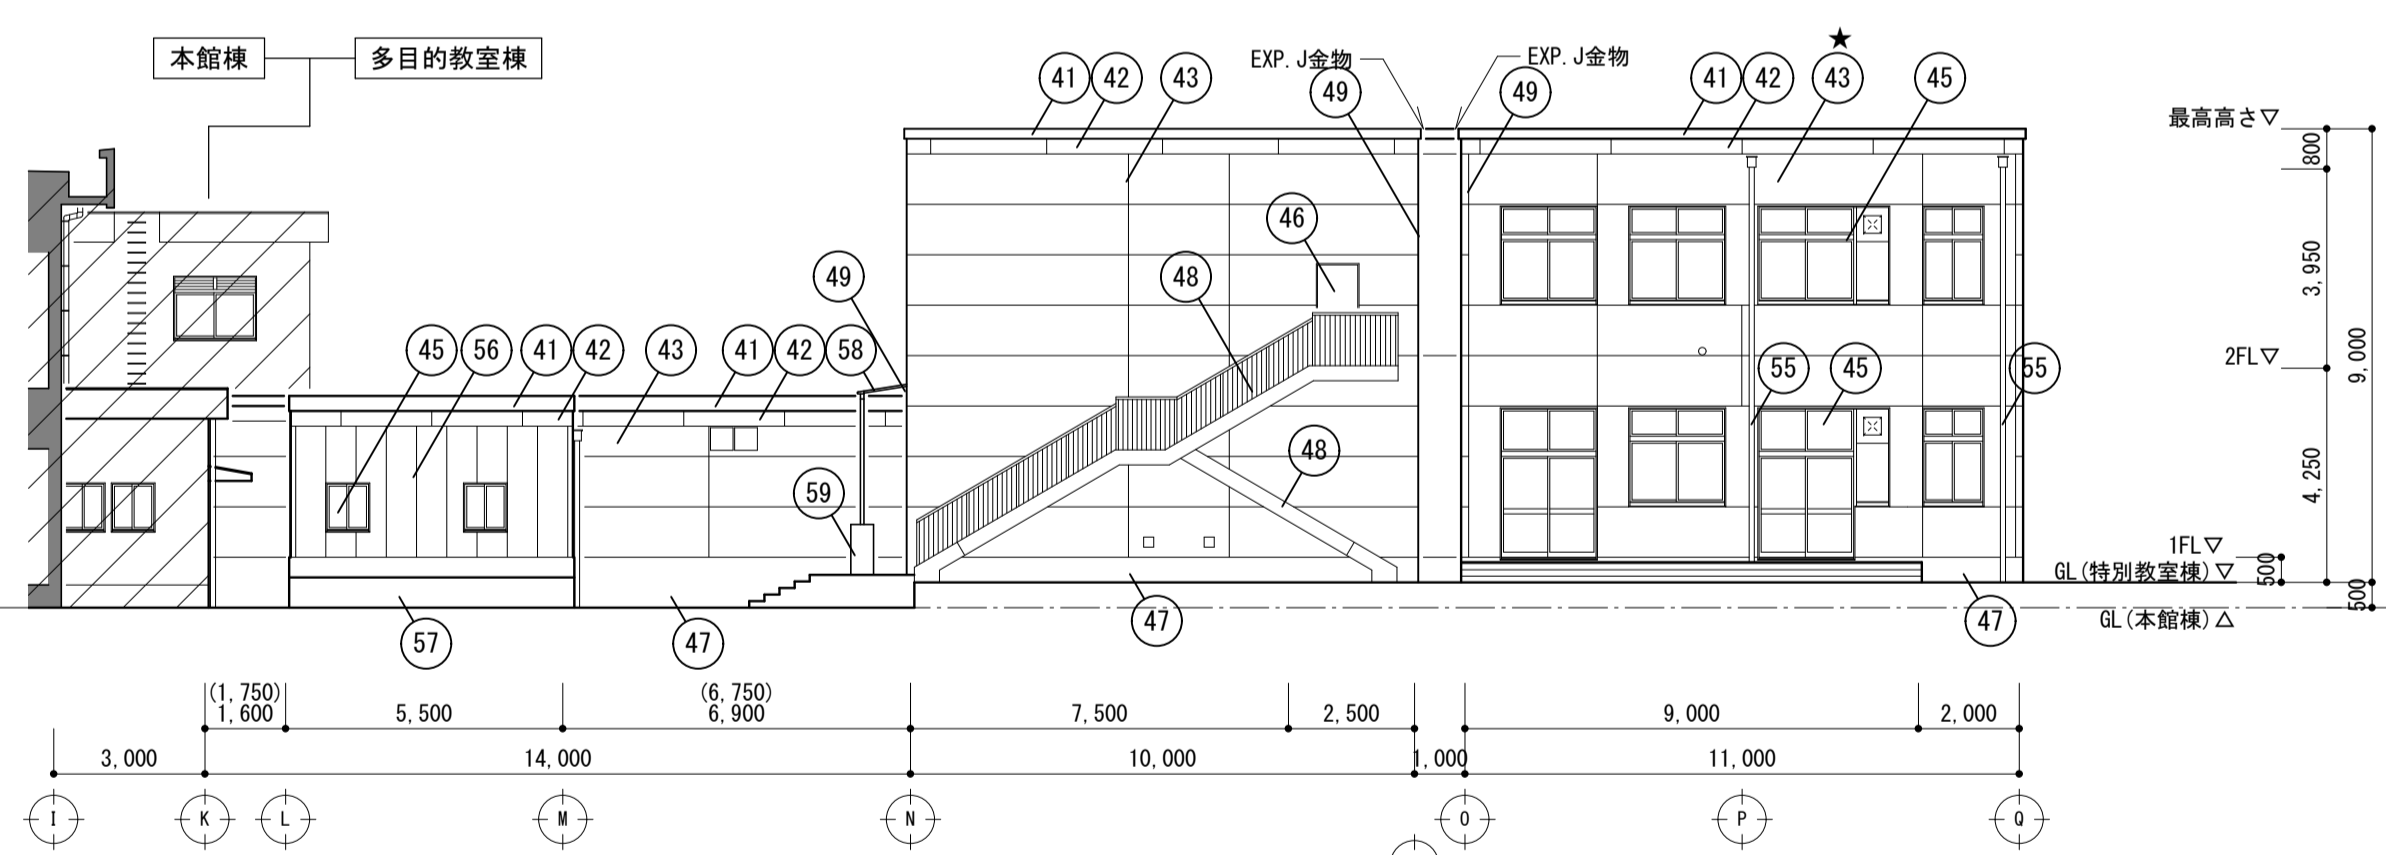 本館棟
多目的教室棟
★
EXP.J金物
EXP.J金物
41 42 43 49 49 41 42 43 45
最高高さ▽
800
46
3,950
49 48
45 56 41 42 43 41 42 58
2FL▽
9,000
55 45 55
48
4,250
59
1FL▽
GL(特別教室棟)▽
500
500
GL(本館棟)△
57 47 47 47
(1,750) (6,750)
1,600 5,500 6,900 7,500 2,500 9,000 2,000
3,000 14,000 10,000 1,000 11,000
I K L M N O P Q